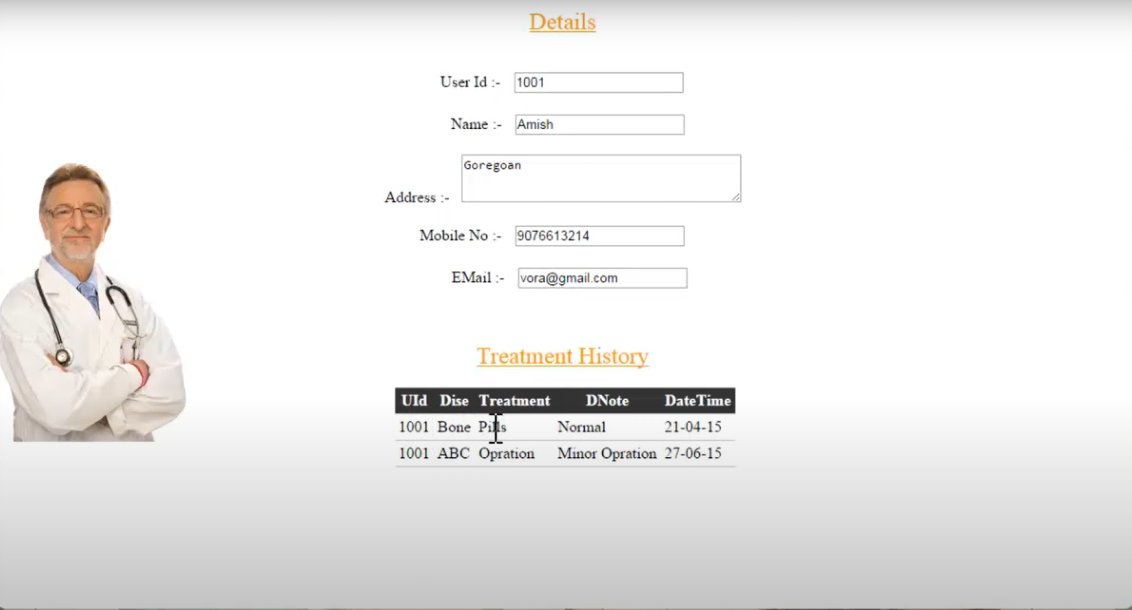 Details
User Id :- 1001
Name :- Amish
Address :- Goregoan
Mobile No :- 9076613214
EMail :- vora@gmail.com
Treatment History
UId Dise Treatment DNote DateTime
1001 Bone Pills Normal 21-04-15
1001 ABC Opration Minor Opration 27-06-15